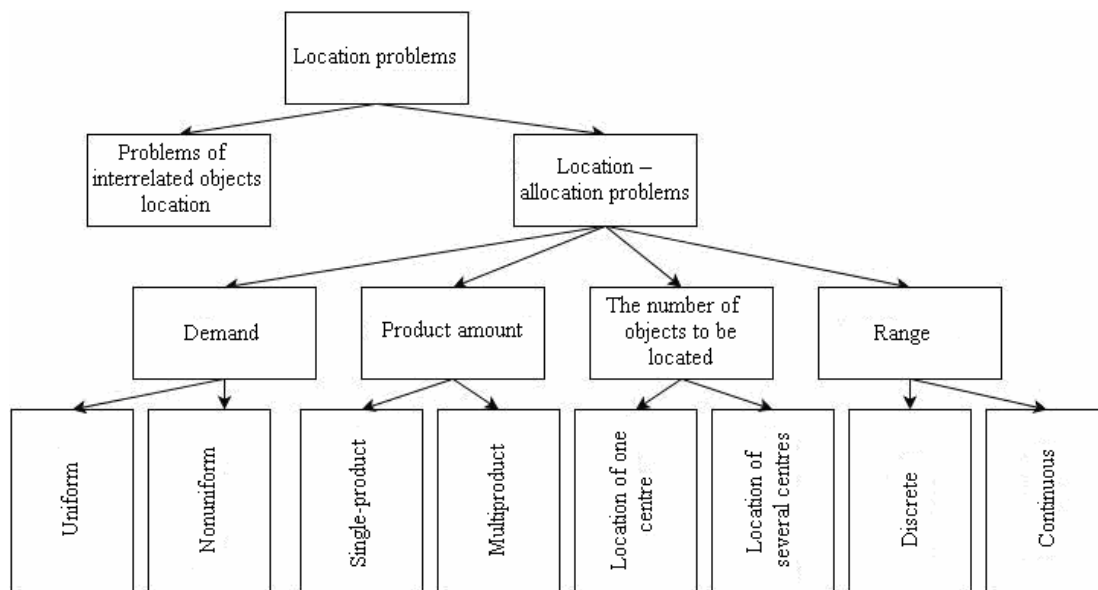 Location problems
Problems of
interrelated objects
location
Location –
allocation problems
Demand
Product amount
The number of
objects to be
located
Range
Uniform
Nonuniform
Single-product
Multiproduct
Location of one
centre
Location of
several centres
Discrete
Continuous